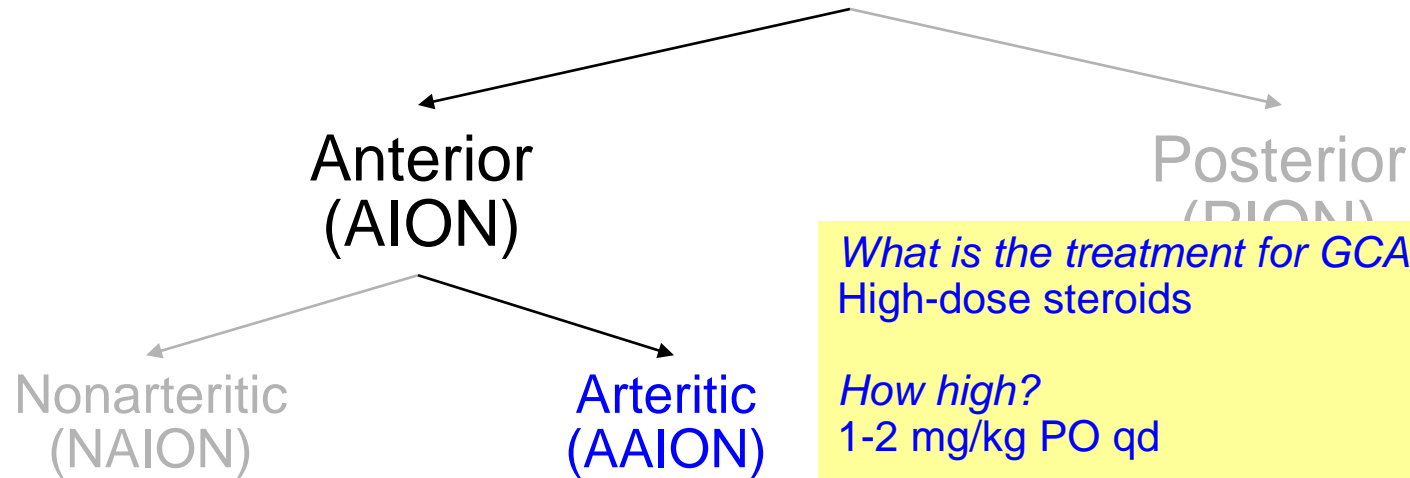 Anterior
(AION)
Posterior
(PION)
What is the treatment for GCA
High-dose steroids
How high?
1-2 mg/kg PO qd
Nonarteritic
(NAION)
Arteritic
(AAION)